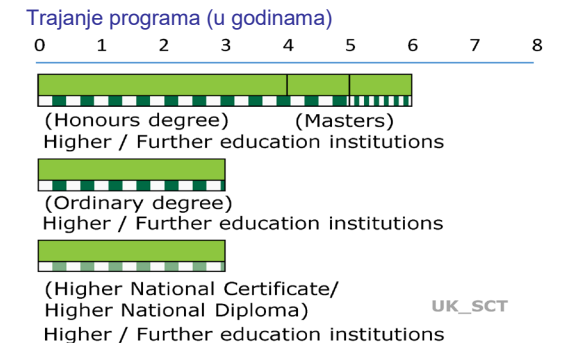 Trajanje programa (u godinama)
0 1 2 3 4 5 6 7 8
(Honours degree) (Masters)
Higher / Further education institutions
(Ordinary degree)
Higher / Further education institutions
(Higher National Certificate/
Higher National Diploma)
UK_SCT
Higher / Further education institutions